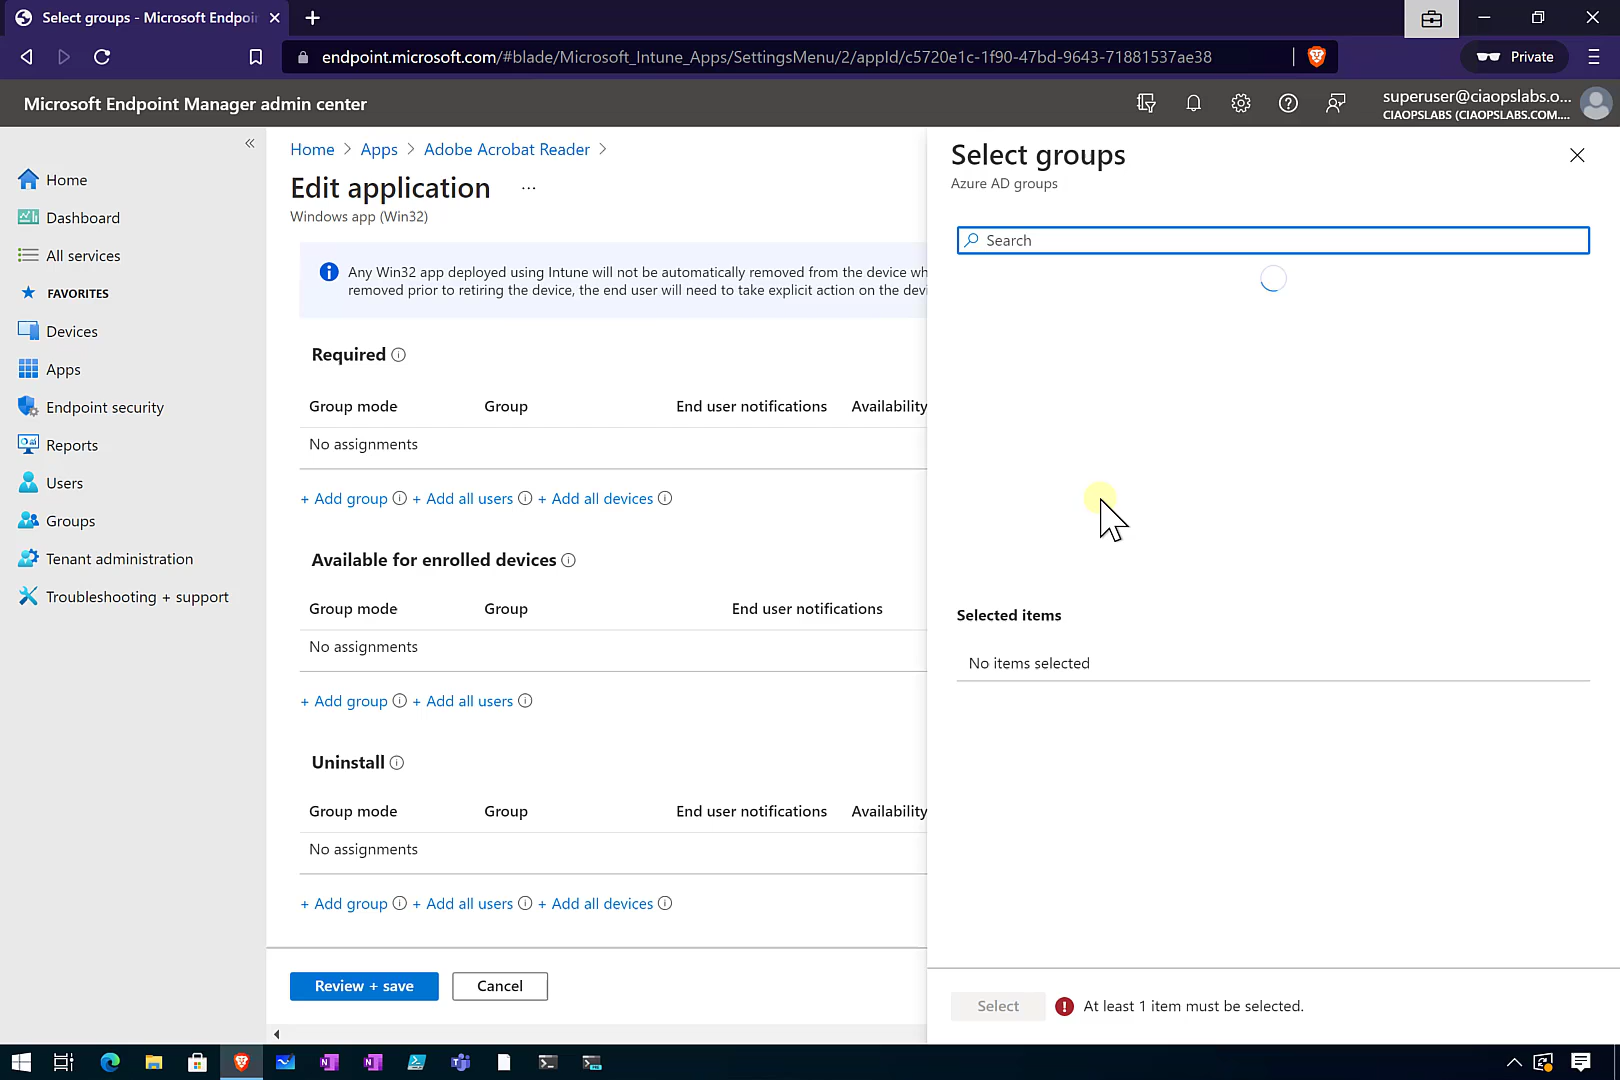 Select groups - Microsoft Endpoi
endpoint.microsoft.com/#blade/Microsoft_Intune_Apps/SettingsMenu/2/appId/c5720e1c-1f90-47bd-9643-71881537ae38
Private
Microsoft Endpoint Manager admin center
superuser@ciaopslabs.o...
CIAOPSLABS (CIAOPSLABS.COM....
Home
Dashboard
All services
FAVORITES
Devices
Apps
Endpoint security
Reports
Users
Groups
Tenant administration
Troubleshooting + support
Home > Apps > Adobe Acrobat Reader >
Edit application ...
Windows app (Win32)
Any Win32 app deployed using Intune will not be automatically removed from the device wh
removed prior to retiring the device, the end user will need to take explicit action on the devi
Required
Group mode Group End user notifications Availability
No assignments
+ Add group + Add all users + Add all devices
Available for enrolled devices
Group mode Group End user notifications
No assignments
+ Add group + Add all users
Uninstall
Group mode Group End user notifications Availability
No assignments
+ Add group + Add all users + Add all devices
Review + save Cancel
Select groups
Azure AD groups
Search
Selected items
No items selected
Select At least 1 item must be selected.